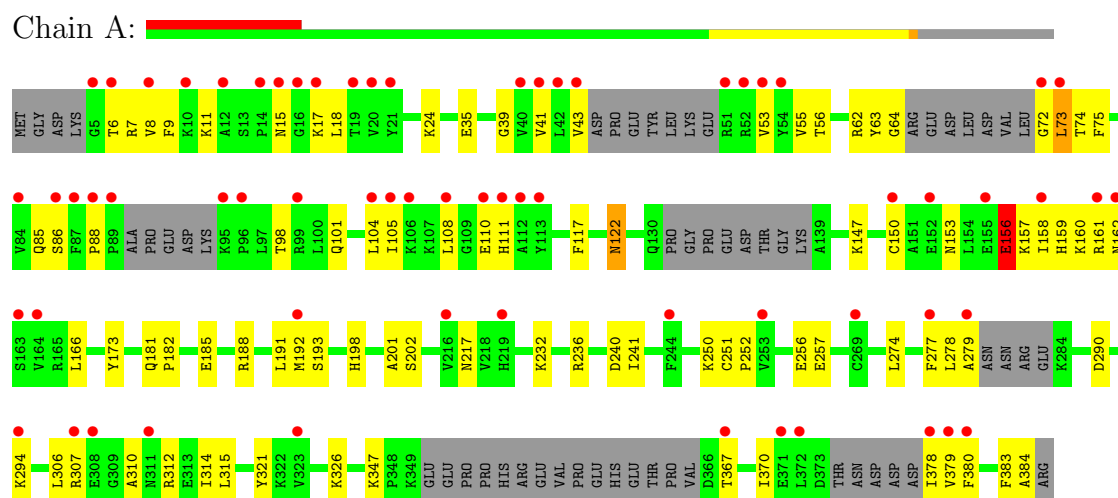 Chain A:
MET GLY ASP LYS G5 T6 R7 V8 F9 K10 K11 A12 S13 P14 N15 G16 K17 L18 T19 V20 Y21 K24 E35 G39 V40 V41 L42 V43 ASP PRO GLU TYR LEU LYS GLU R51 R52 V53 Y54 V55 T56 R62 Y63 G64 ARG GLU ASP LEU ASP VAL LEU G72 L73 T74 F75
V84 Q85 S86 F87 P88 P89 ALA PRO GLU ASP LYS K95 P96 L97 T98 R99 L100 Q101 L104 I105 K106 K107 L108 G109 E110 H111 A112 Y113 F117 N122 Q130 PRO GLY PRO GLU ASP THR GLY LYS A139 K147 C150 A151 E152 N153 L154 E155 E156 K157 I158 H159 K160 R161 N162
S163 V164 R165 L166 Y173 Q181 P182 E185 R188 L191 M192 S193 H198 A201 S202 V216 N217 V218 H219 K232 R236 D240 I241 F244 K250 C251 P252 V253 E256 E257 C269 L274 F277 L278 A279 ASN ASN ARG GLU K284 D290
K294 L306 R307 E308 G309 A310 N311 R312 E313 I314 L315 Y321 K322 V323 K326 K347 P348 K349 GLU GLU PRO PRO HIS ARG GLU VAL PRO GLU HIS GLU THR PRO VAL D366 T367 I370 E371 L372 D373 THR ASN ASP ASP ASP I378 V379 F380 F383 A384 ARG